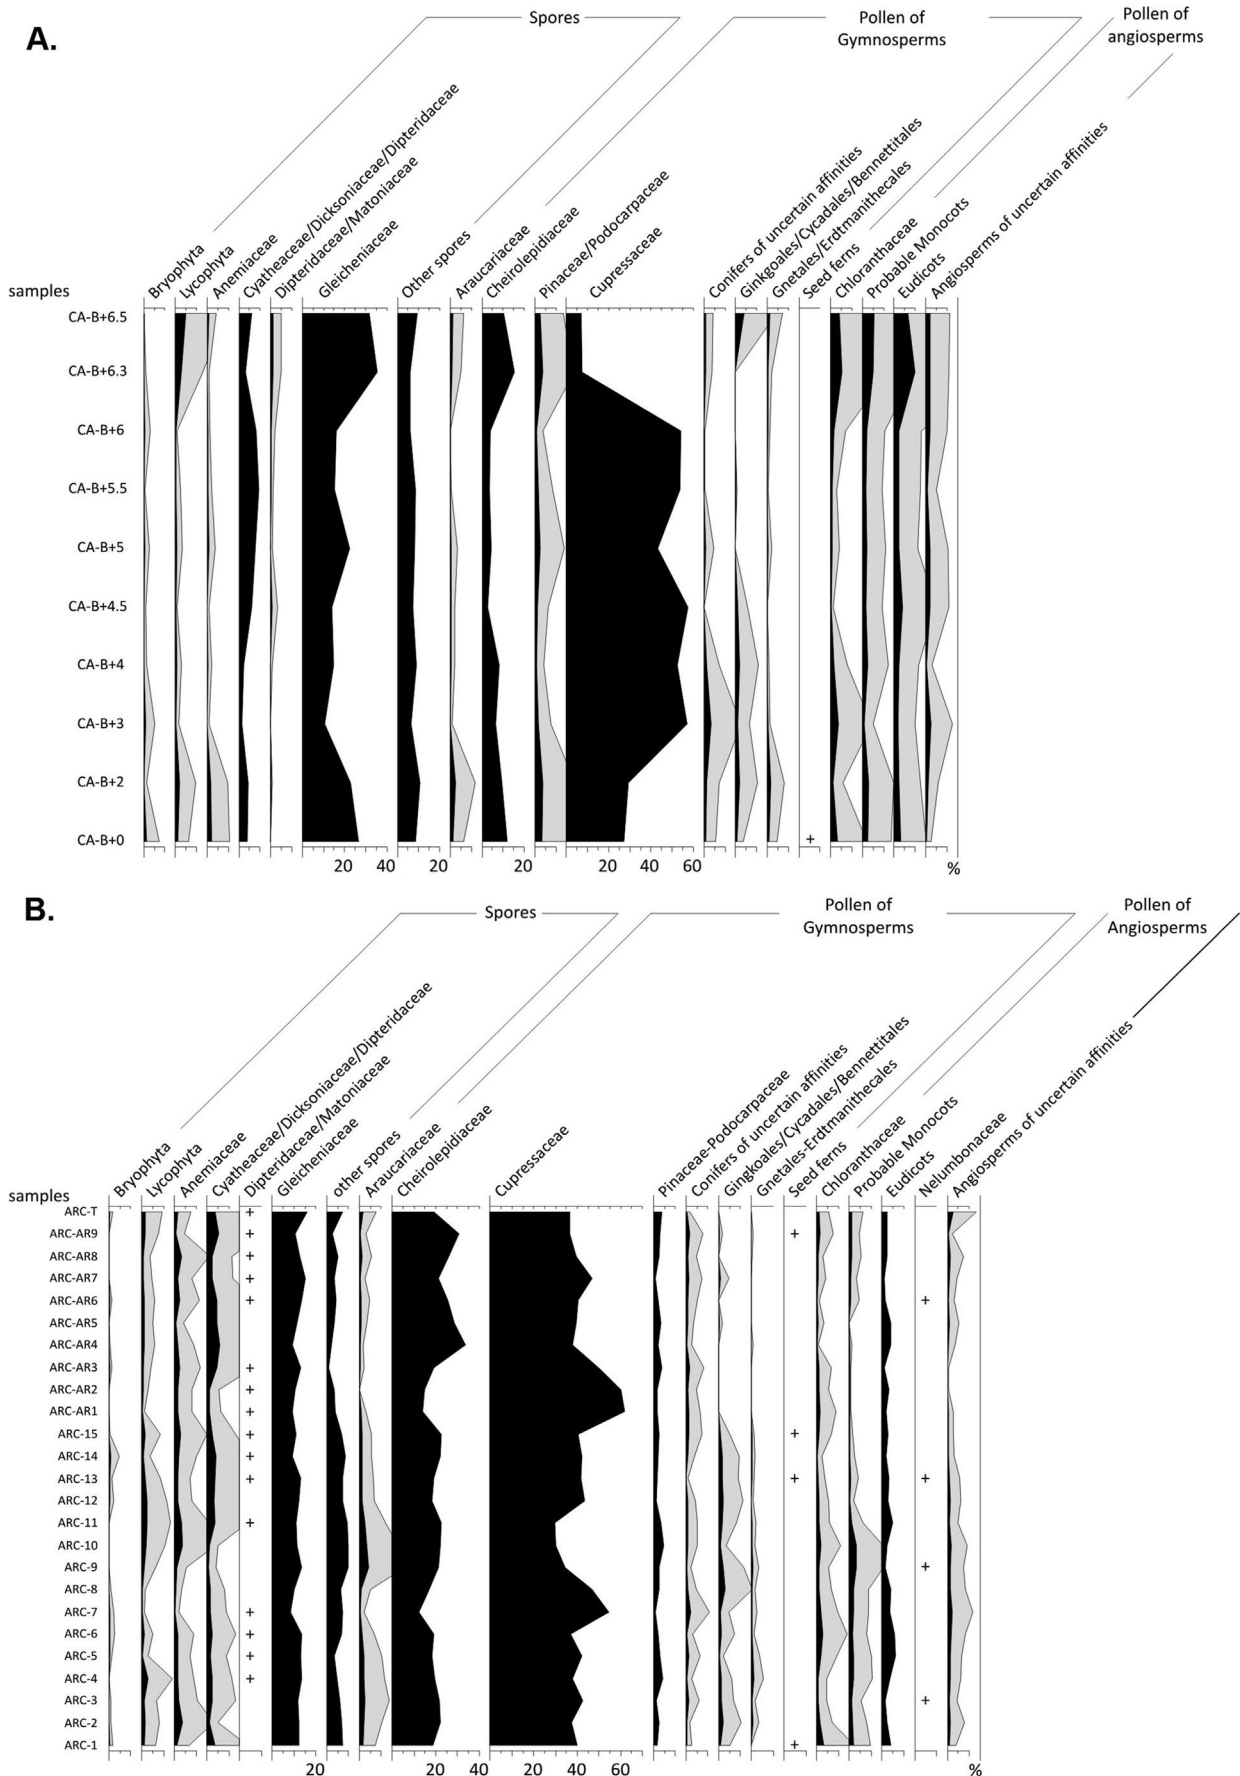 A.
Spores
Pollen of
Gymnosperms
Pollen of
angiosperms
samples
Bryophyta
Lycophyta
Anemiaceae
Cyatheaceae/Dicksoniaceae/Dipteridaceae
Dipteridaceae/Matoniaceae
Gleicheniaceae
Other spores
Araucariaceae
Cheirolepidiaceae
Pinaceae/Podocarpaceae
Cupressaceae
Conifers of uncertain affinities
Ginkgoales/Cycadales/Bennettitales
Gnetales/Erdtmanithecales
Seed ferns
Chloranthaceae
Probable Monocots
Eudicots
Angiosperms of uncertain affinities
CA-B+6.5
CA-B+6.3
CA-B+6
CA-B+5.5
CA-B+5
CA-B+4.5
CA-B+4
CA-B+3
CA-B+2
CA-B+0
+
20 40 20 20 20 40 60 %
B.
Spores
Pollen of
Gymnosperms
Pollen of
Angiosperms
samples
Bryophyta
Lycophyta
Anemiaceae
Cyatheaceae/Dicksoniaceae/Dipteridaceae
Dipteridaceae/Matoniaceae
Gleicheniaceae
other spores
Araucariaceae
Cheirolepidiaceae
Cupressaceae
Pinaceae-Podocarpaceae
Conifers of uncertain affinities
Gingkoales/Cycadales/Bennettitales
Gnetales-Erdtmanithecales
Seed ferns
Chloranthaceae
Probable Monocots
Eudicots
Nelumbonaceae
Angiosperms of uncertain affinities
ARC-T +
ARC-AR9 + +
ARC-AR8 +
ARC-AR7 +
ARC-AR6 + +
ARC-AR5
ARC-AR4
ARC-AR3 +
ARC-AR2 +
ARC-AR1 +
ARC-15 + +
ARC-14 +
ARC-13 + + +
ARC-12
ARC-11 +
ARC-10
ARC-9 +
ARC-8
ARC-7 +
ARC-6 +
ARC-5 +
ARC-4 +
ARC-3 +
ARC-2
ARC-1 +
20 20 40 20 40 60 %